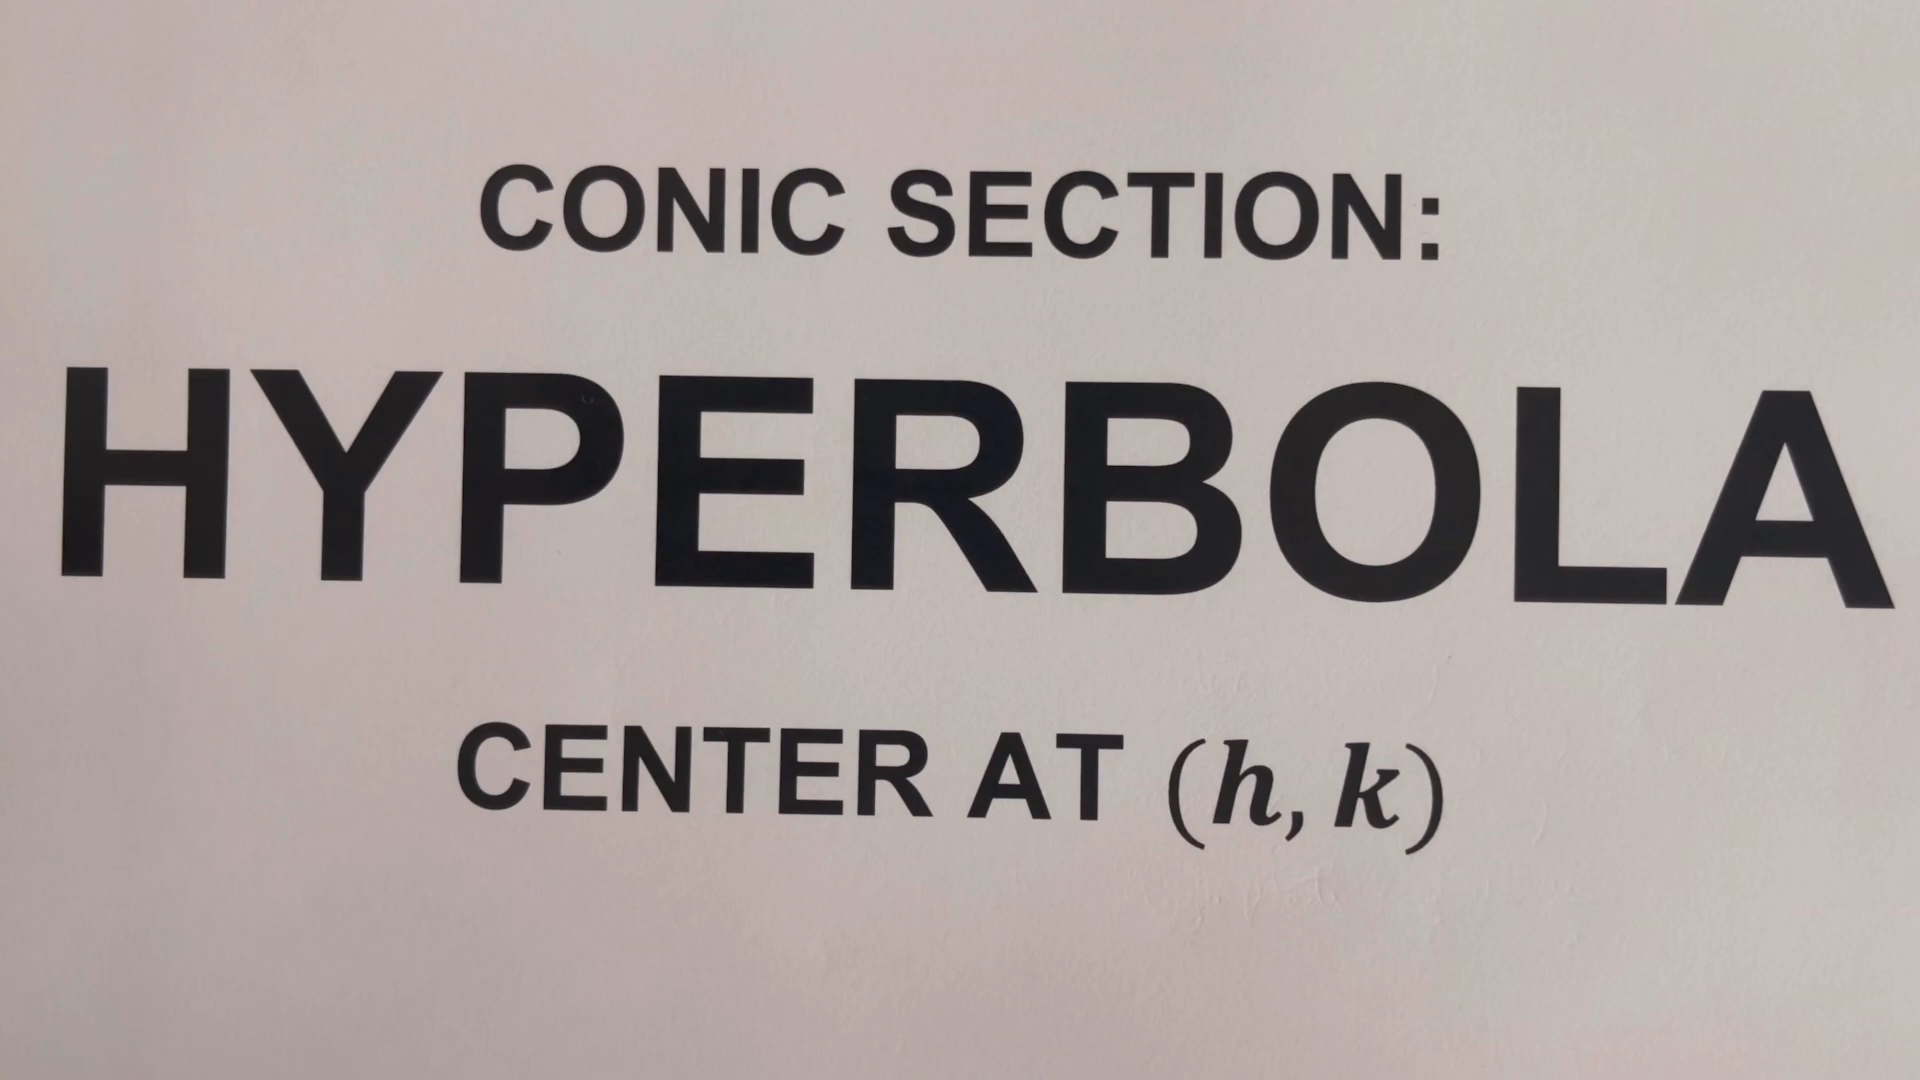 CONIC SECTION:
HYPERBOLA
CENTER AT (h, k)